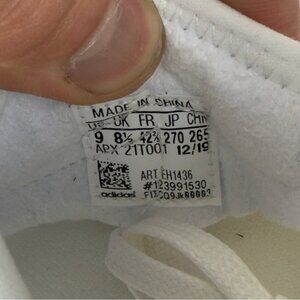 MADE IN CHINA
US UK FR JP CHN
9 8½ 42⅔ 270 265
APX 21T001 12/19
ART EH1436
#123991530
adidas